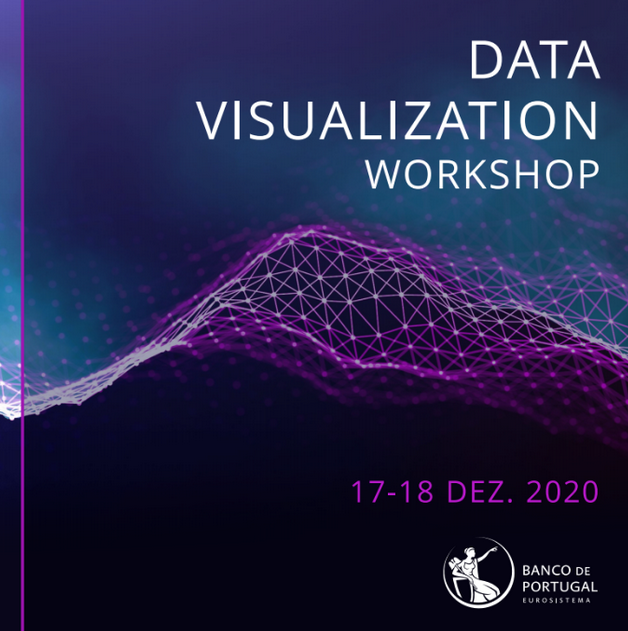 DATA
VISUALIZATION
WORKSHOP
17-18 DEZ. 2020
BANCO DE
PORTUGAL
EUROSISTEMA